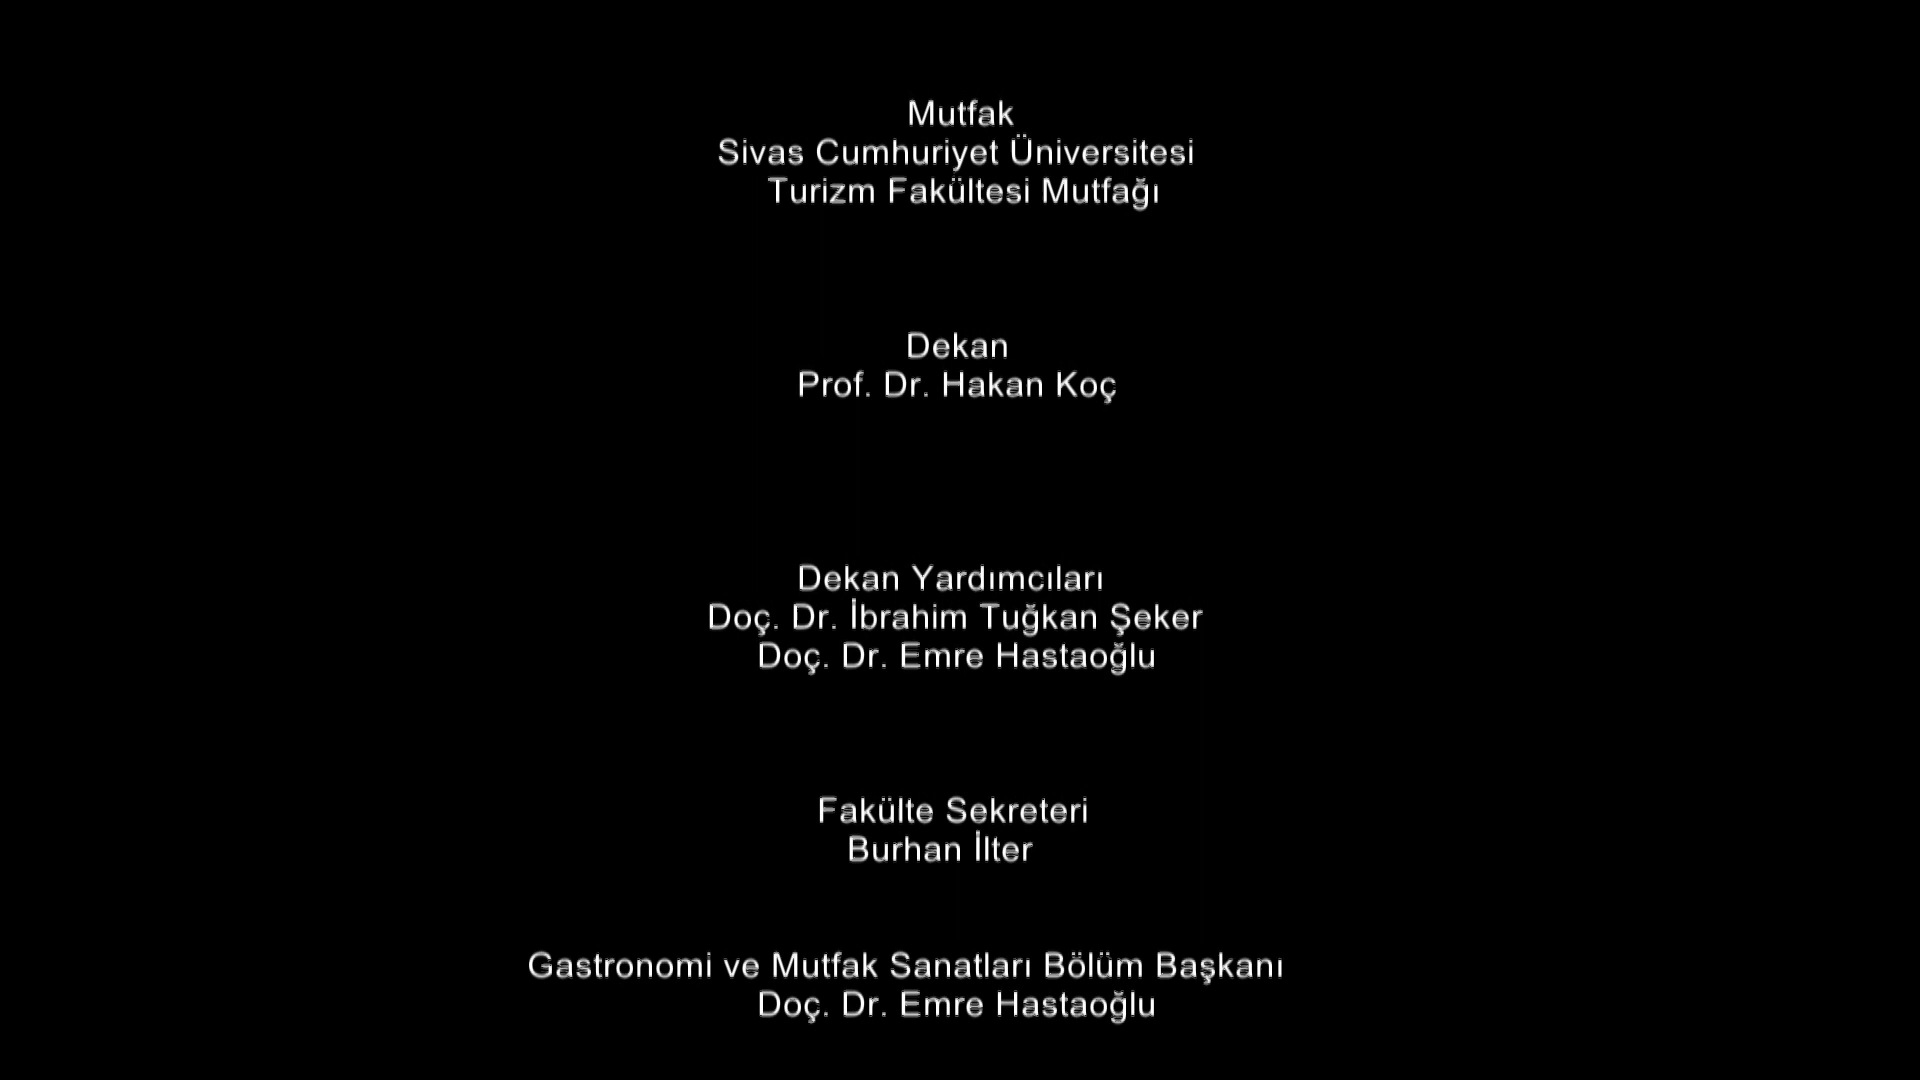 Mutfak
Sivas Cumhuriyet Üniversitesi
Turizm Fakültesi Mutfağı
Dekan
Prof. Dr. Hakan Koç
Dekan Yardımcıları
Doç. Dr. İbrahim Tuğkan Şeker
Doç. Dr. Emre Hastaoğlu
Fakülte Sekreteri
Burhan İlter
Gastronomi ve Mutfak Sanatları Bölüm Başkanı
Doç. Dr. Emre Hastaoğlu